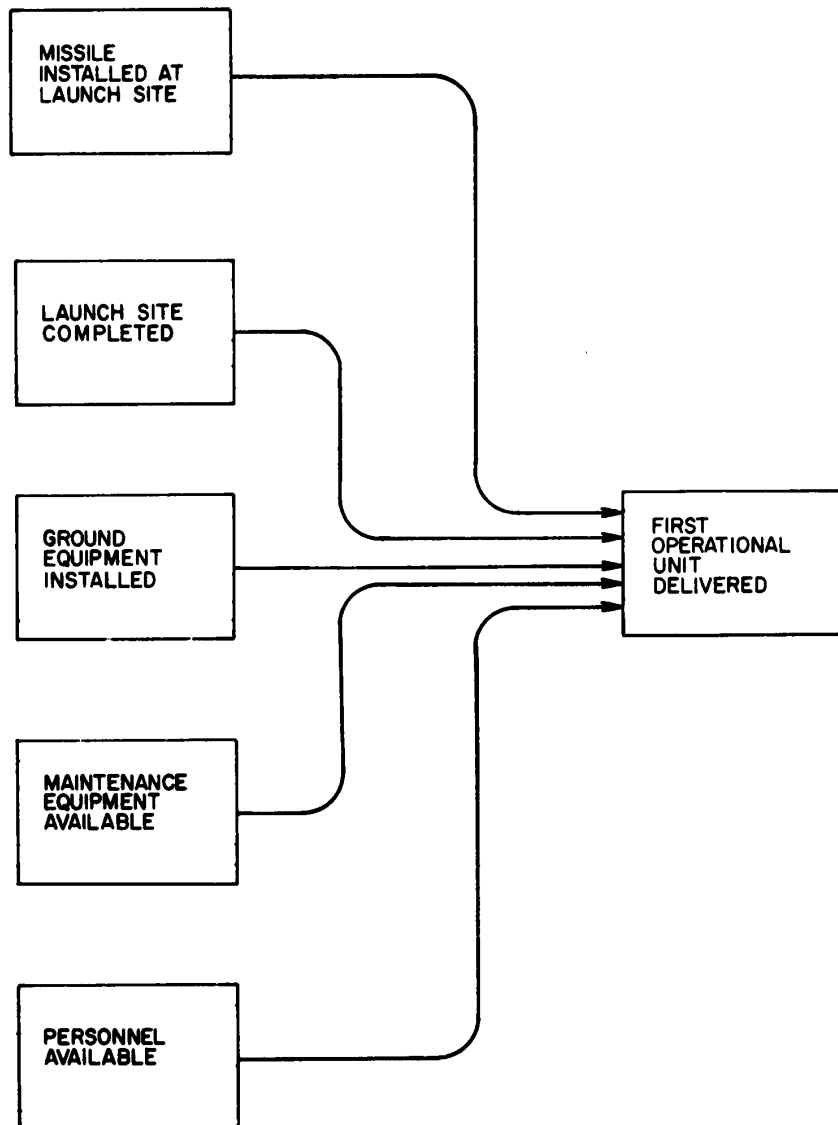 MISSILE
INSTALLED AT
LAUNCH SITE
LAUNCH SITE
COMPLETED
GROUND
EQUIPMENT
INSTALLED
MAINTENANCE
EQUIPMENT
AVAILABLE
PERSONNEL
AVAILABLE
FIRST
OPERATIONAL
UNIT
DELIVERED